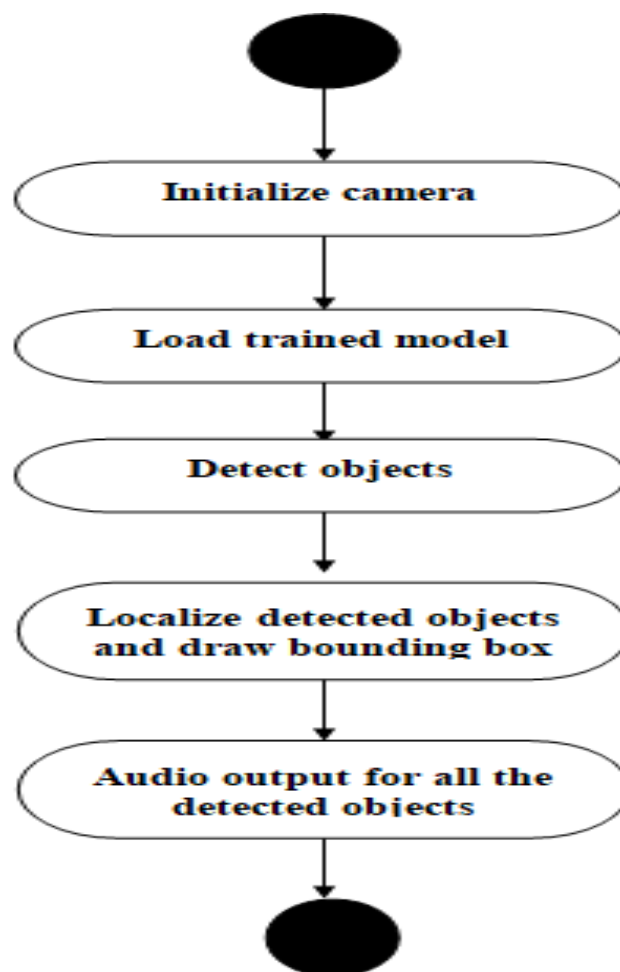 Initialize camera
Load trained model
Detect objects
Localize detected objects
and draw bounding box
Audio output for all the
detected objects